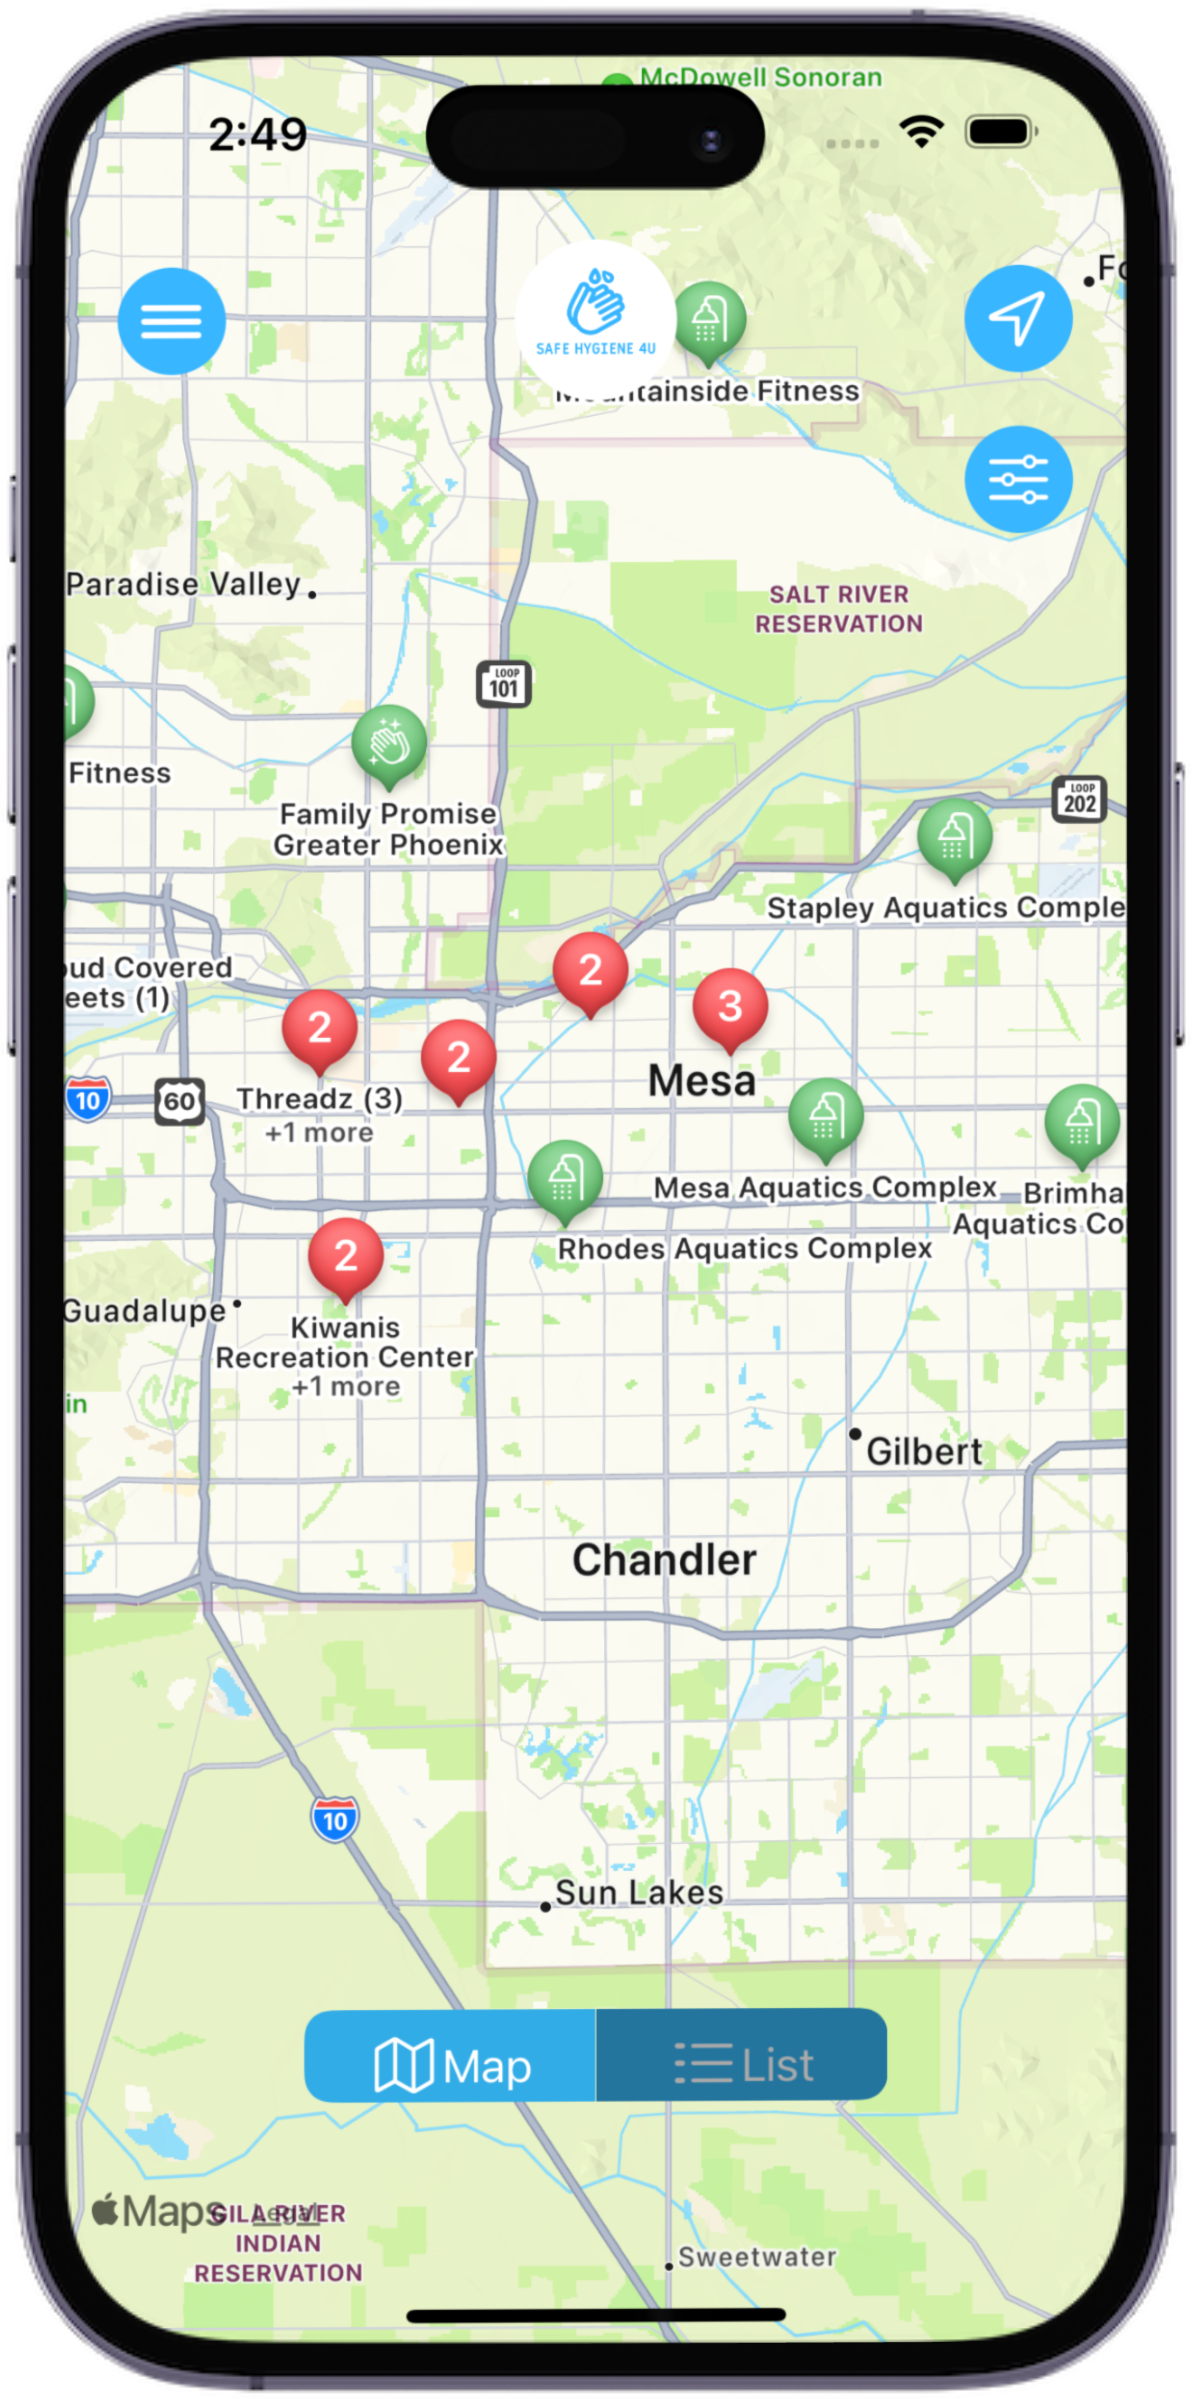 McDowell Sonoran
2:49
SAFE HYGIENE 4U
Mountainside Fitness
Paradise Valley
SALT RIVER
RESERVATION
LOOP
101
Fitness
Family Promise
Greater Phoenix
LOOP
202
Stapley Aquatics Comple
oud Covered
eets (1)
2
3
2
2
Mesa
10
60
Threadz (3)
+1 more
Mesa Aquatics Complex
Brimha
Aquatics Co
Rhodes Aquatics Complex
2
Guadalupe
Kiwanis
Recreation Center
+1 more
in
Gilbert
Chandler
10
Sun Lakes
Map
List
Maps
Legal
GILA RIVER
INDIAN
RESERVATION
Sweetwater